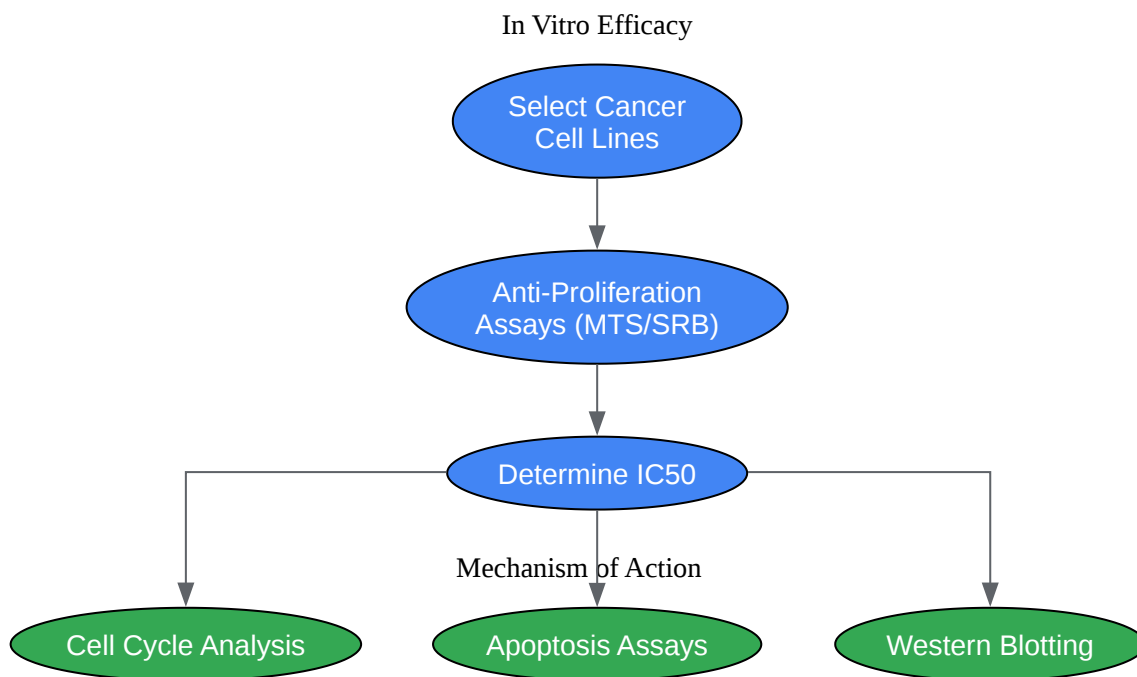 In Vitro Efficacy
Select Cancer
Cell Lines
Anti-Proliferation
Assays (MTS/SRB)
Determine IC50
Mechanism of Action
Cell Cycle Analysis
Apoptosis Assays
Western Blotting